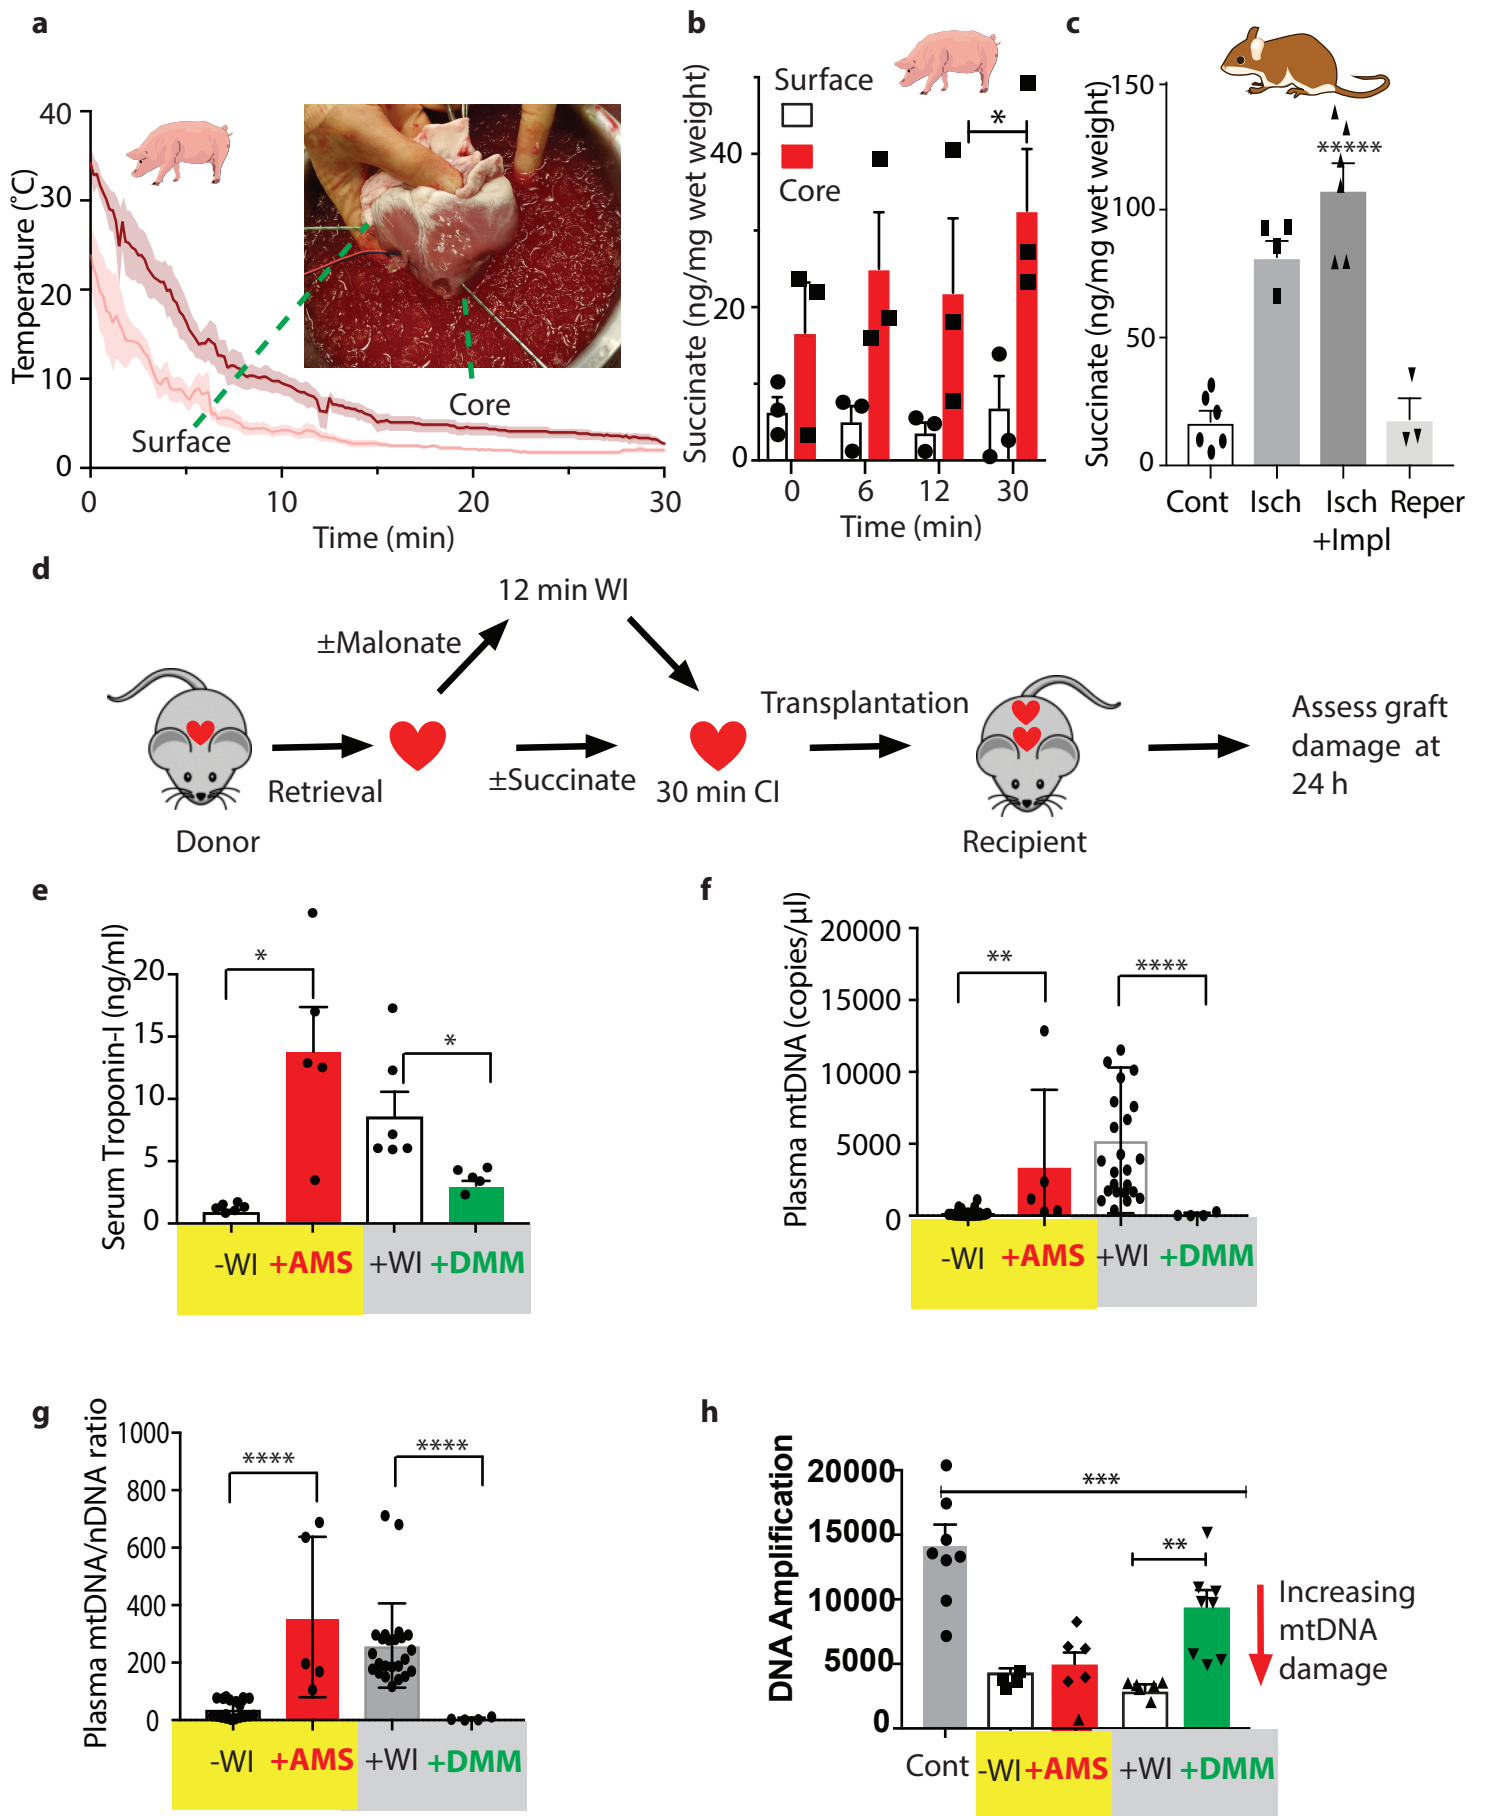 a
40
30
20
10
0
Temperature (˚C)
Surface
Core
0
10
20
30
Time (min)
b
Surface
Core
*
40
20
0
Succinate (ng/mg wet weight)
0
6
12
30
Time (min)
c
150
100
50
0
Succinate (ng/mg wet weight)
*****
Cont
Isch
Isch
+Impl
Reper
d
12 min WI
±Malonate
Transplantation
Retrieval
±Succinate
30 min CI
Donor
Recipient
Assess graft
damage at
24 h
e
20
15
10
5
0
Serum Troponin-I (ng/ml)
*
*
-WI
+AMS
+WI
+DMM
f
20000
15000
10000
5000
0
Plasma mtDNA (copies/µl)
**
****
-WI
+AMS
+WI
+DMM
g
1000
800
600
400
200
0
Plasma mtDNA/nDNA ratio
****
****
-WI
+AMS
+WI
+DMM
h
20000
15000
10000
5000
0
DNA Amplification
***
**
Increasing
mtDNA
damage
Cont
-WI
+AMS
+WI
+DMM